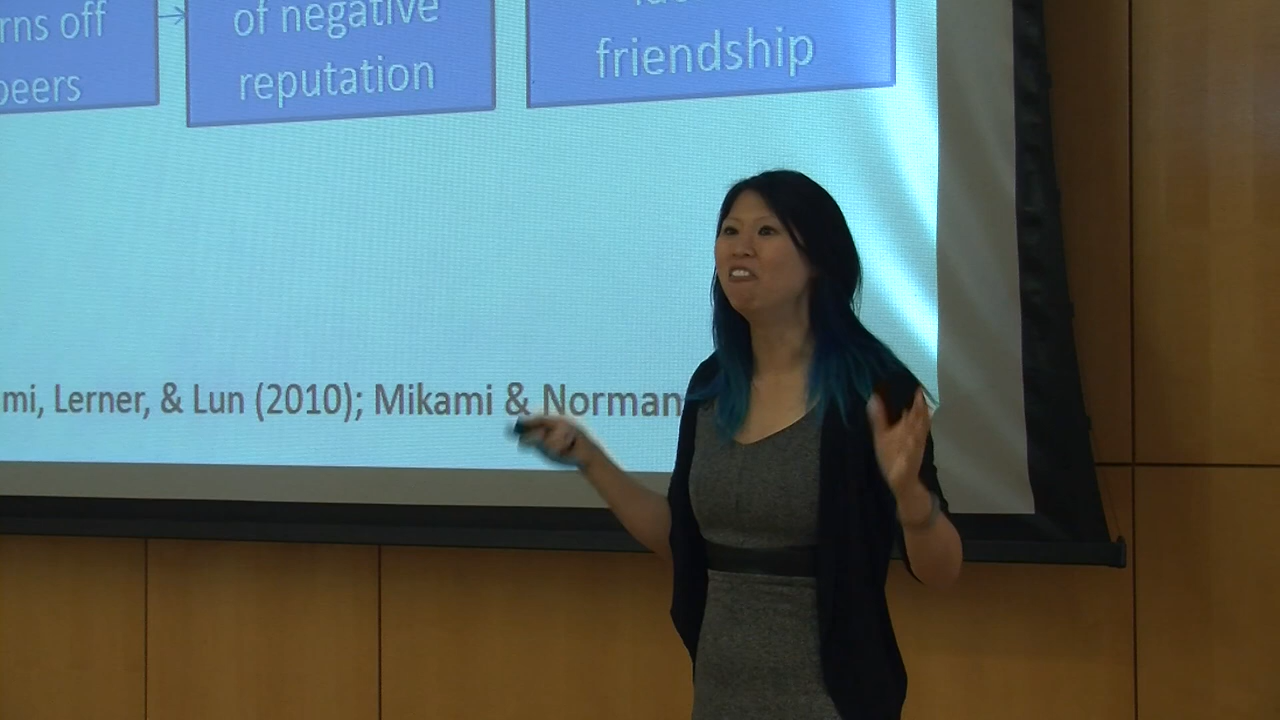 rns off
peers
of negative
reputation
friendship
mi, Lerner, & Lun (2010); Mikami & Norman